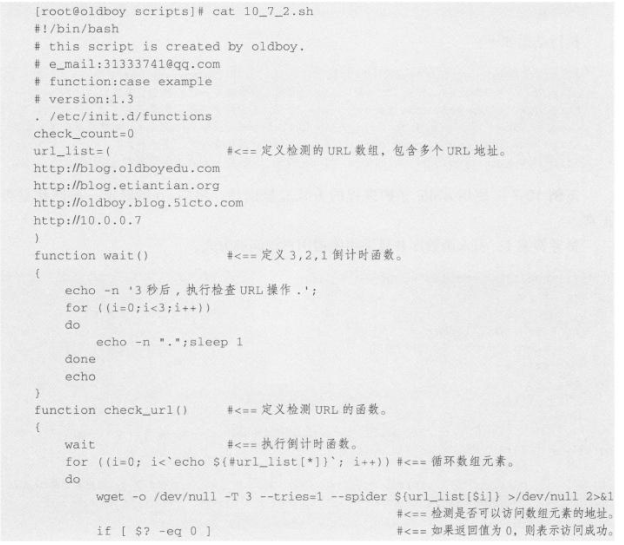 [root@oldboy scripts]# cat 10_7_2.sh
#!/bin/bash
# this script is created by oldboy.
# e_mail:31333741@qq.com
# function:case example
# version:1.3
. /etc/init.d/functions
check_count=0
url_list=(                #<== 定义检测的 URL 数组，包含多个 URL 地址。
http://blog.oldboyedu.com
http://blog.etiantian.org
http://oldboy.blog.51cto.com
http://10.0.0.7
)
function wait()           #<== 定义 3,2,1 倒计时函数。
{
    echo -n '3 秒后，执行检查 URL 操作 .';
    for ((i=0;i<3;i++))
    do
        echo -n ".";sleep 1
    done
    echo
}
function check_url()      #<== 定义检测 URL 的函数。
{
    wait                  #<== 执行倒计时函数。
    for ((i=0; i<`echo ${#url_list[*]}`; i++)) #<== 循环数组元素。
    do
        wget -o /dev/null -T 3 --tries=1 --spider ${url_list[$i]} >/dev/null 2>&1
                                          #<== 检测是否可以访问数组元素的地址。
        if [ $? -eq 0 ]                   #<== 如果返回值为 0，则表示访问成功。